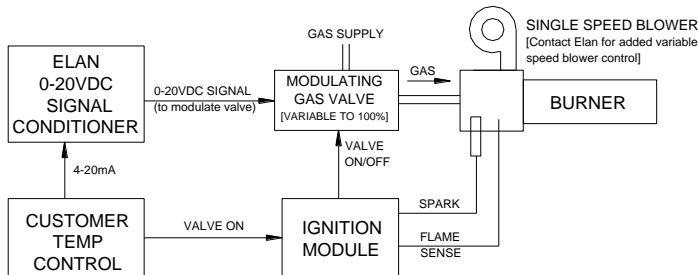 ELAN
0-20VDC
SIGNAL
CONDITIONER
0-20VDC SIGNAL
(to modulate valve)
GAS SUPPLY
MODULATING
GAS VALVE
[VARIABLE TO 100%]
GAS
SINGLE SPEED BLOWER
[Contact Elan for added variable
speed blower control]
BURNER
4-20mA
VALVE
ON/OFF
CUSTOMER
TEMP
CONTROL
VALVE ON
IGNITION
MODULE
SPARK
FLAME
SENSE